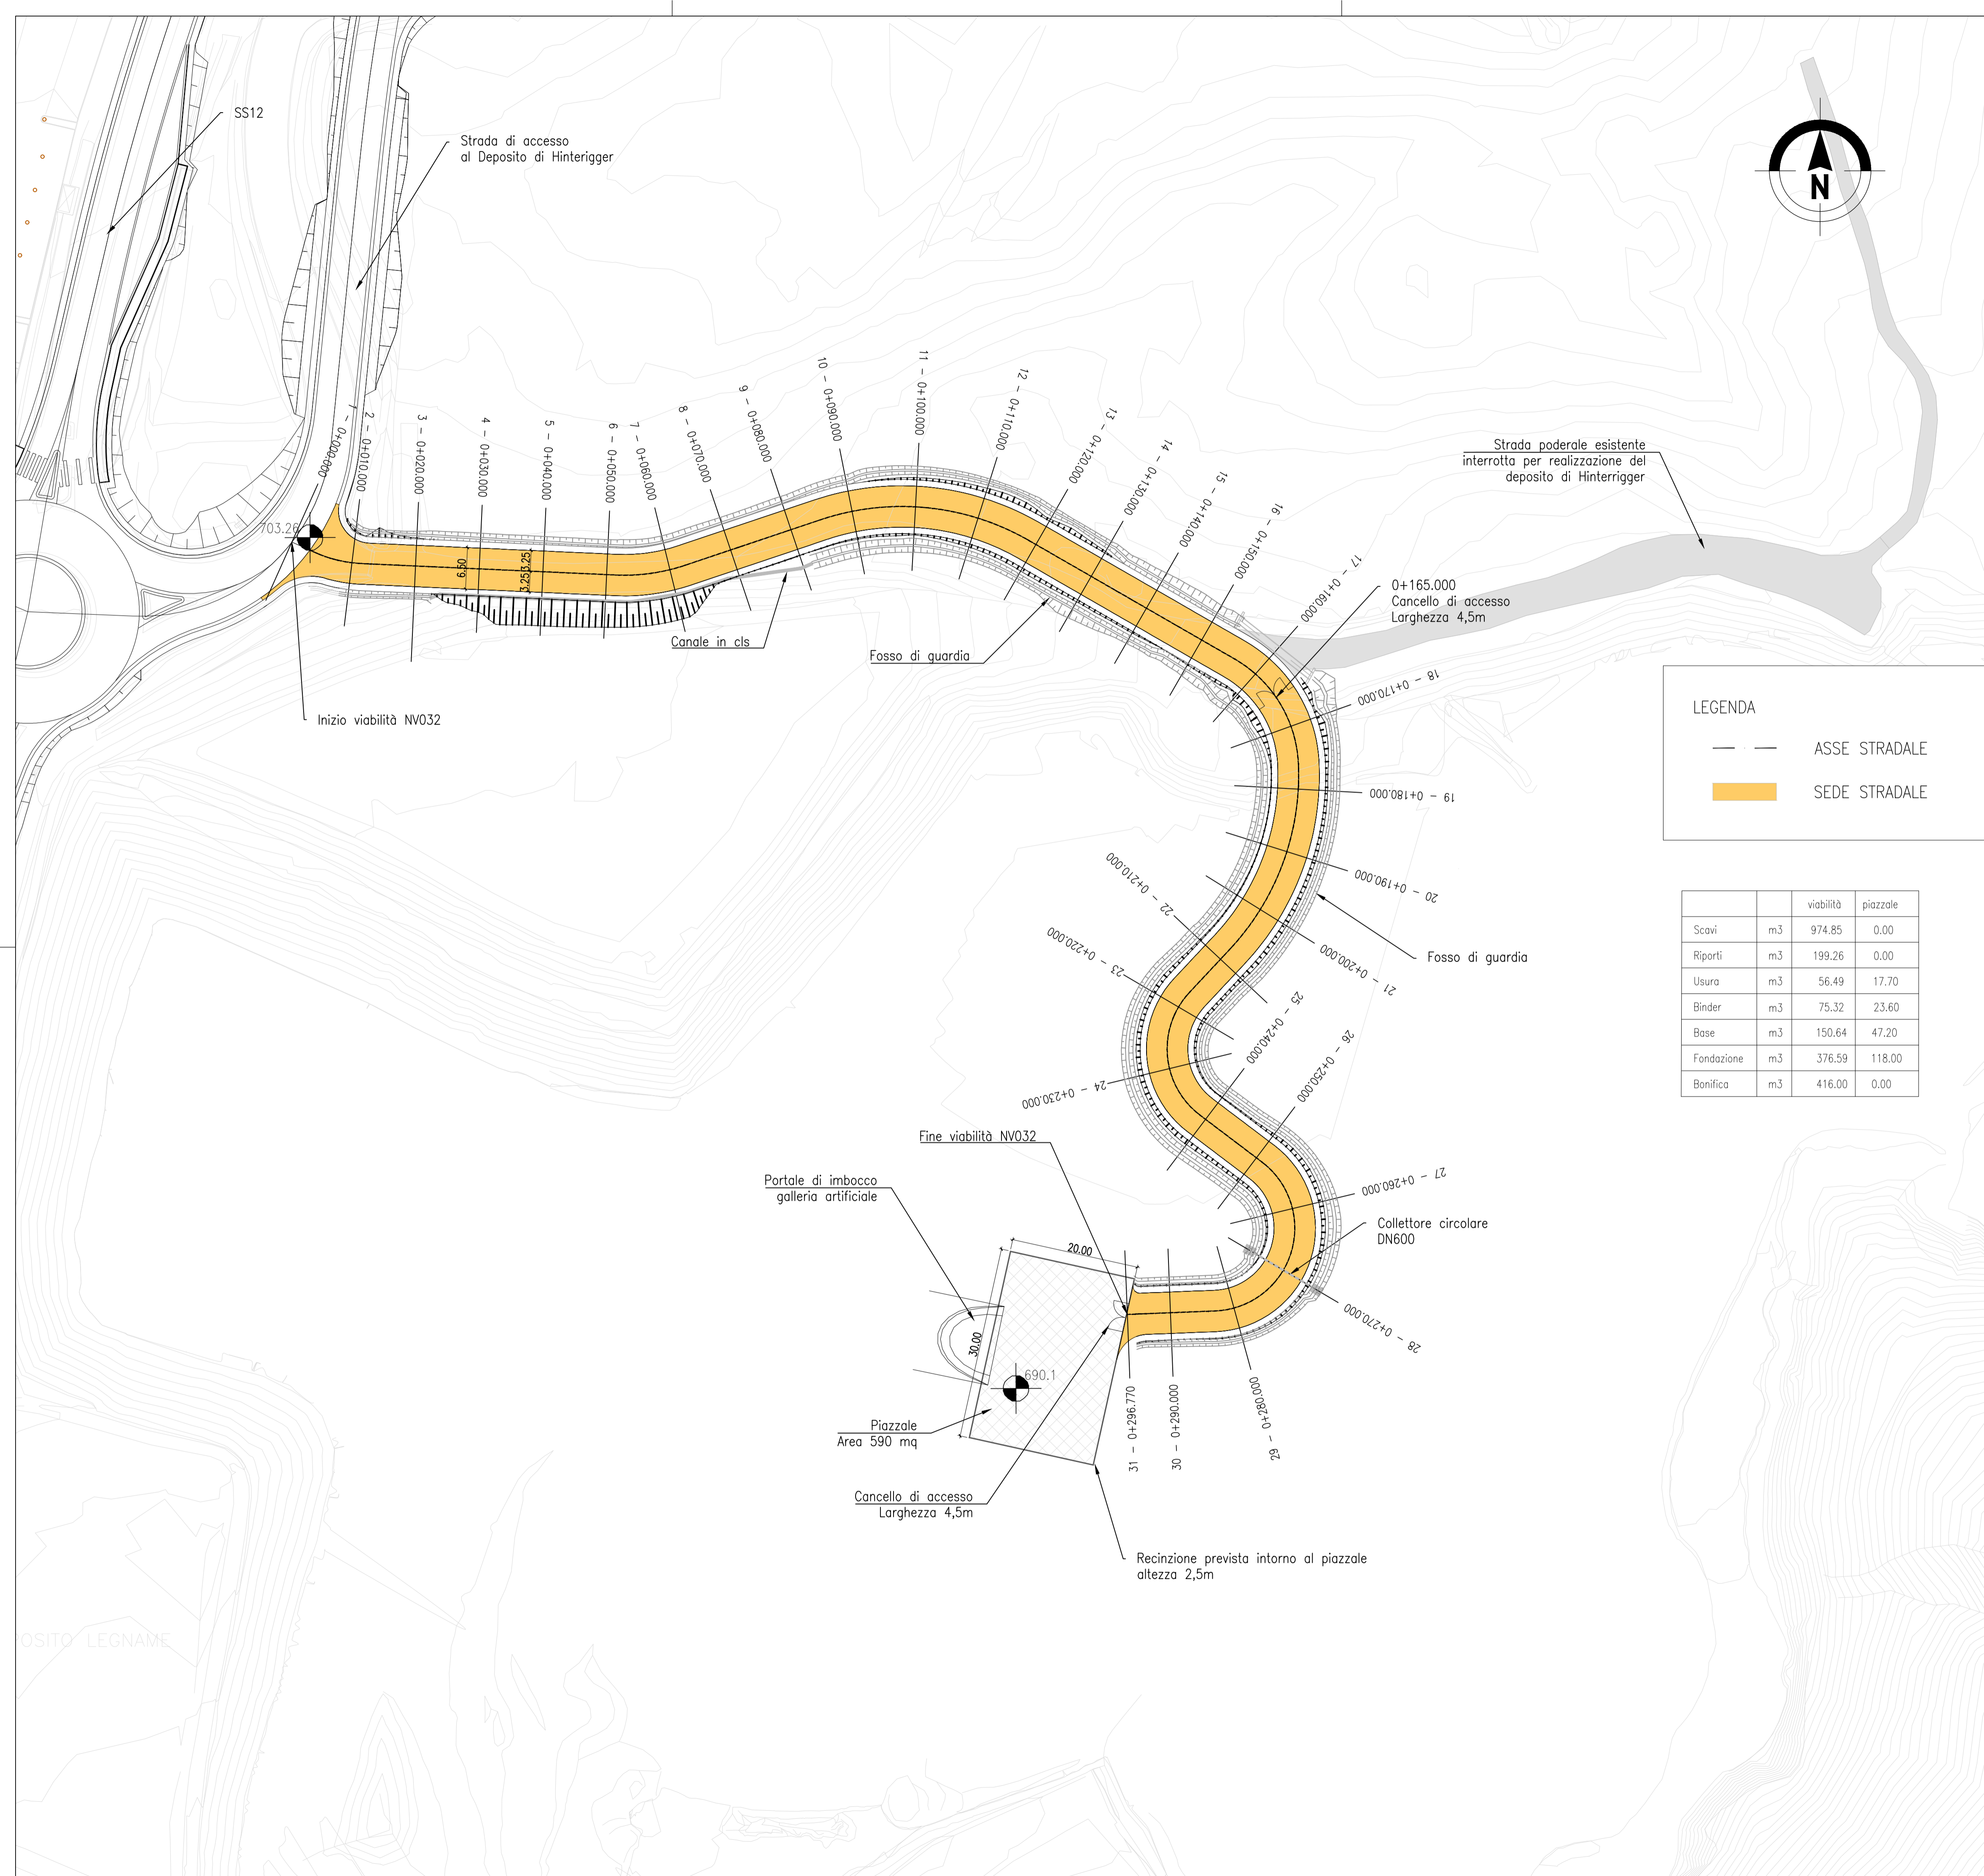 SS12
Strada di accesso
al Deposito di Hinterigger
N
1 - 0+000.000
2 - 0+010.000
3 - 0+020.000
4 - 0+030.000
5 - 0+040.000
6 - 0+050.000
7 - 0+060.000
8 - 0+070.000
9 - 0+080.000
10 - 0+090.000
11 - 0+100.000
12 - 0+110.000
13 - 0+120.000
14 - 0+130.000
15 - 0+140.000
16 - 0+150.000
17 - 0+160.000
Strada poderale esistente
interrotta per realizzazione del
deposito di Hinterrigger
703.26
6.50
3.25
3.25
0+165.000
Cancello di accesso
Larghezza 4,5m
Canale in cls
Fosso di guardia
Inizio viabilità NV032
18 - 0+170.000
19 - 0+180.000
20 - 0+190.000
21 - 0+200.000
22 - 0+210.000
23 - 0+220.000
24 - 0+230.000
25 - 0+240.000
26 - 0+250.000
27 - 0+260.000
28 - 0+270.000
29 - 0+280.000
30 - 0+290.000
31 - 0+296.770
LEGENDA
ASSE STRADALE
SEDE STRADALE
viabilità piazzale
Scavi m3 974.85 0.00
Riporti m3 199.26 0.00
Usura m3 56.49 17.70
Binder m3 75.32 23.60
Base m3 150.64 47.20
Fondazione m3 376.59 118.00
Bonifica m3 416.00 0.00
Fosso di guardia
Fine viabilità NV032
Portale di imbocco
galleria artificiale
Collettore circolare
DN600
20.00
30.00
690.1
Piazzale
Area 590 mq
Cancello di accesso
Larghezza 4,5m
Recinzione prevista intorno al piazzale
altezza 2,5m
POSITO LEGNAME